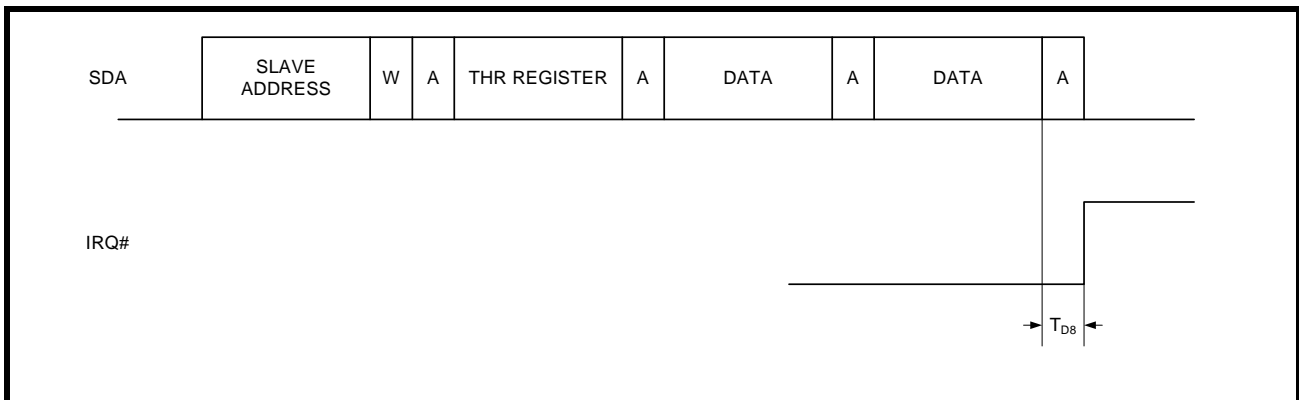 SDA
SLAVE
ADDRESS
W
A
THR REGISTER
A
DATA
A
DATA
A
IRQ#
TD8